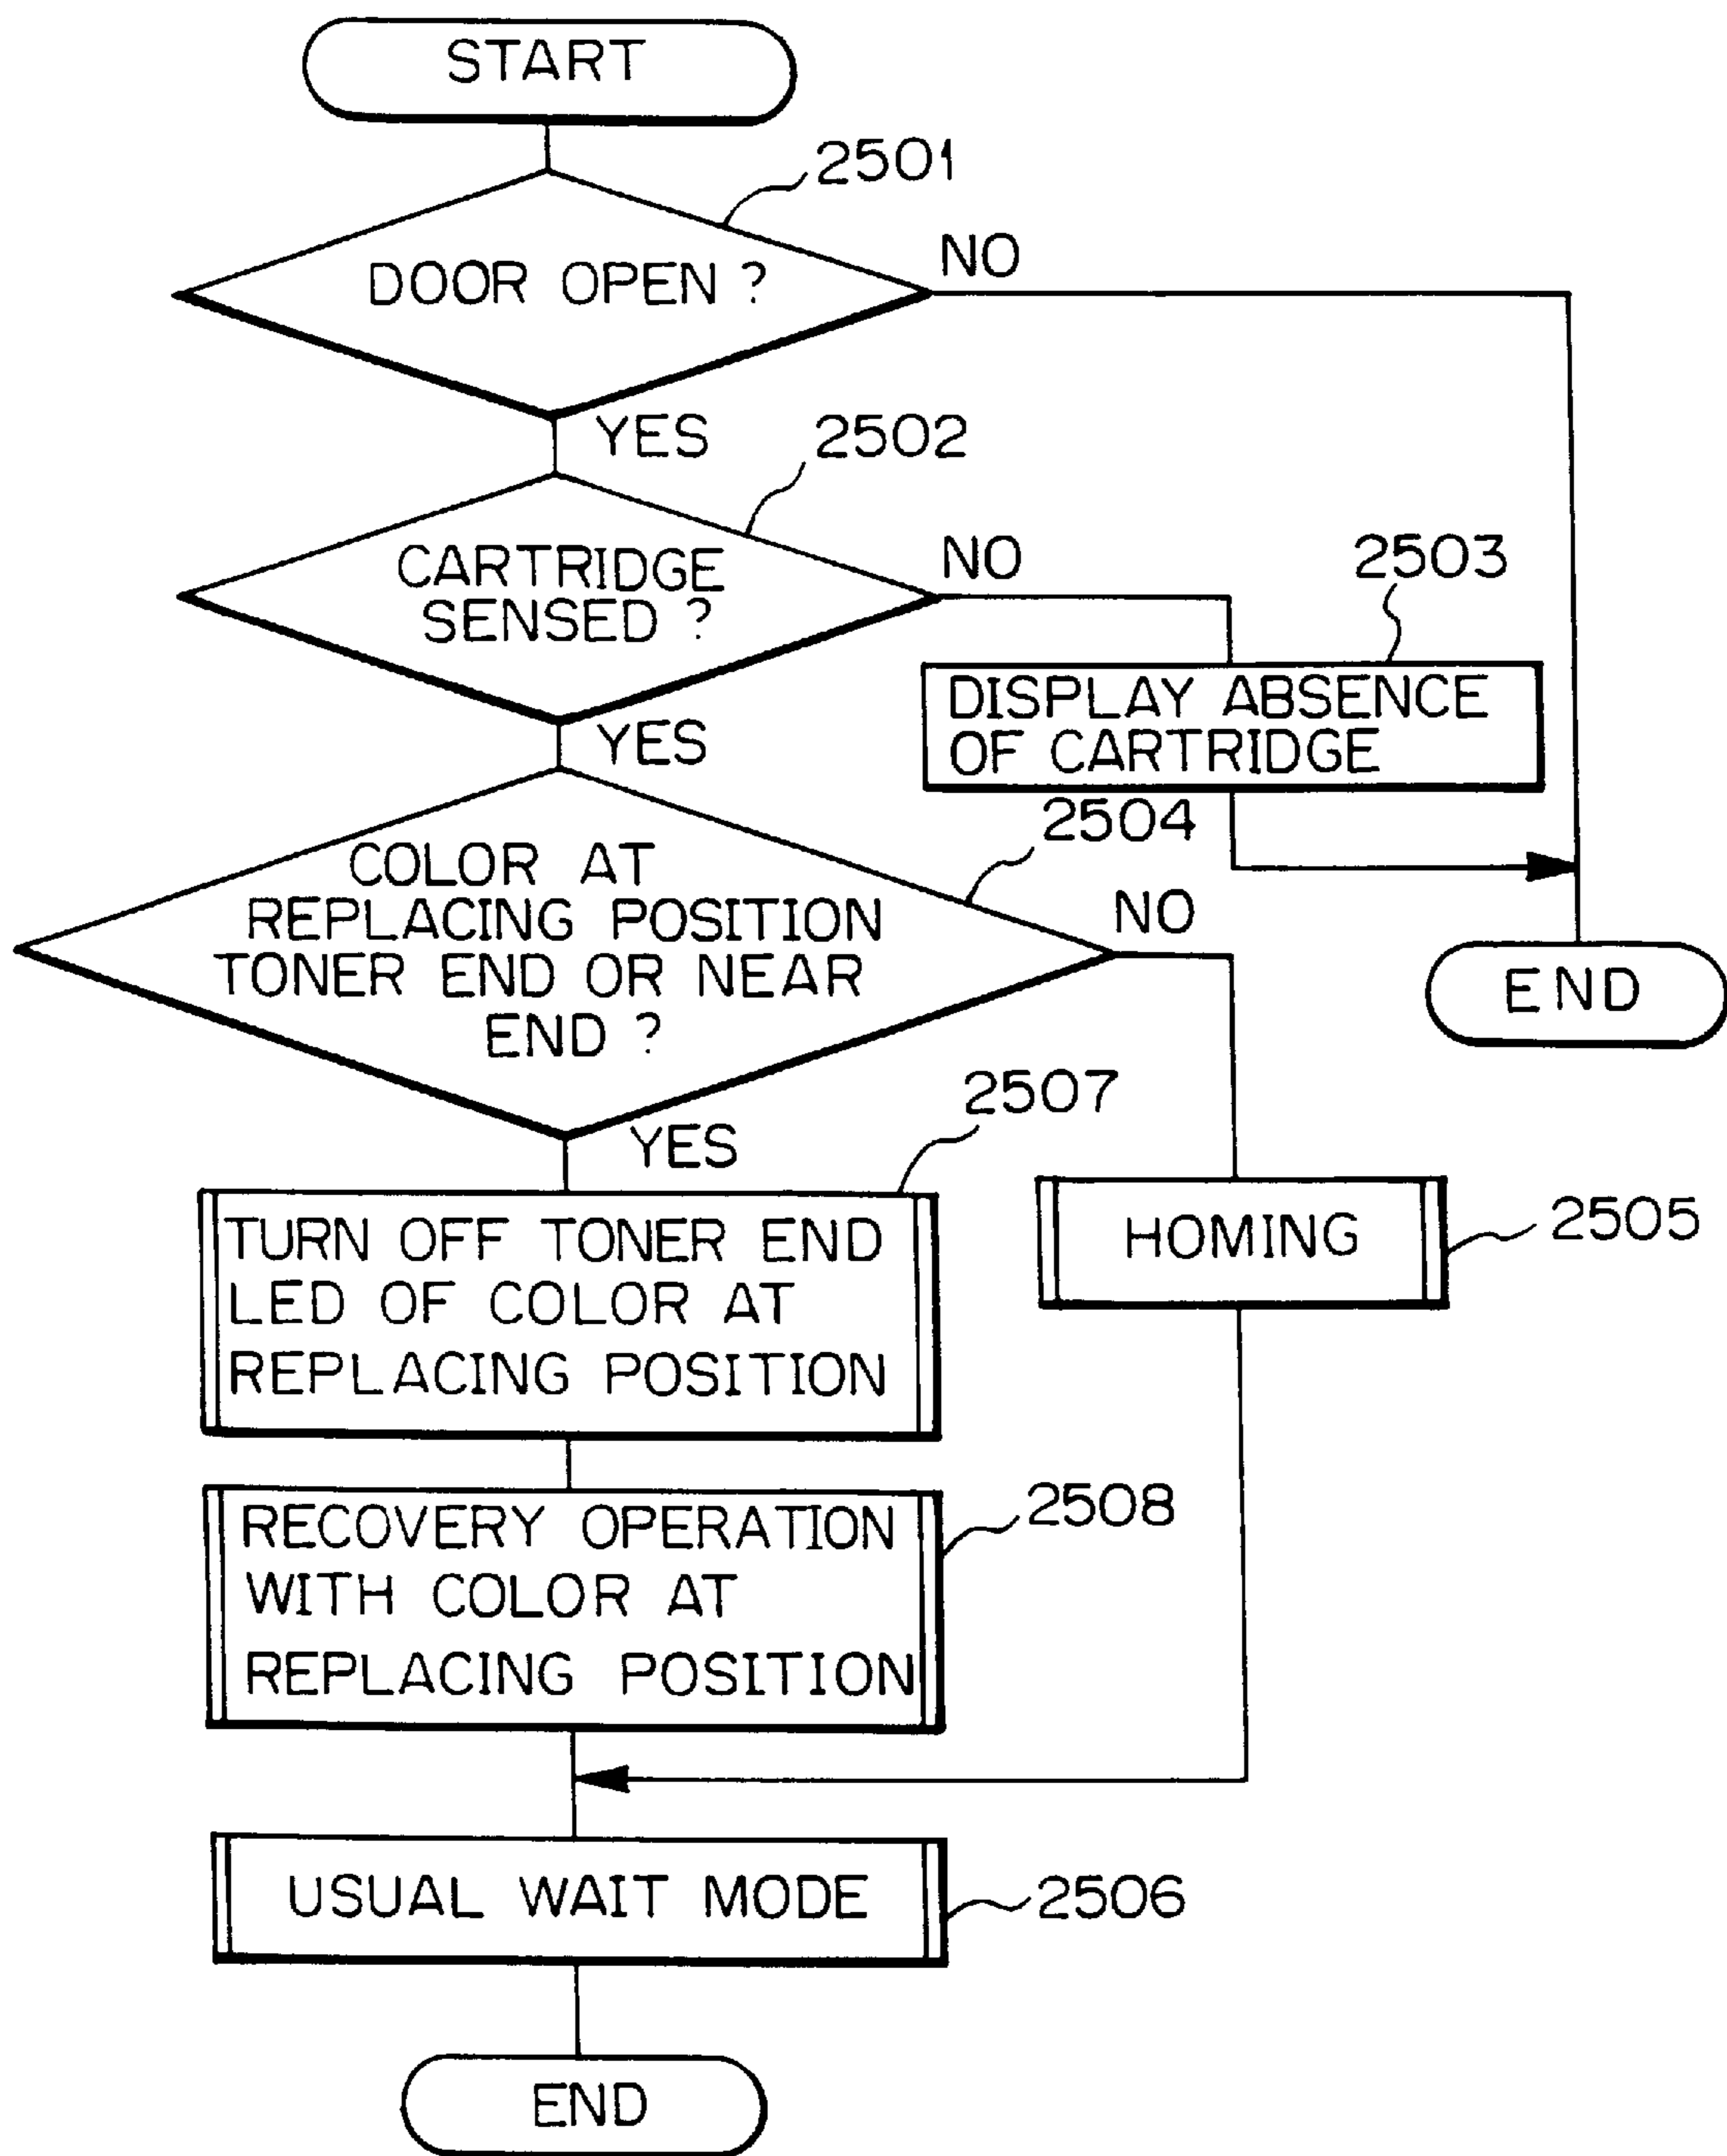 START
2501
DOOR OPEN ?
NO
YES
2502
CARTRIDGE
SENSED ?
NO
2503
DISPLAY ABSENCE
OF CARTRIDGE
YES
2504
COLOR AT
REPLACING POSITION
TONER END OR NEAR
END ?
NO
END
YES
2507
TURN OFF TONER END
LED OF COLOR AT
REPLACING POSITION
HOMING
2505
RECOVERY OPERATION
WITH COLOR AT
REPLACING POSITION
2508
USUAL WAIT MODE
2506
END